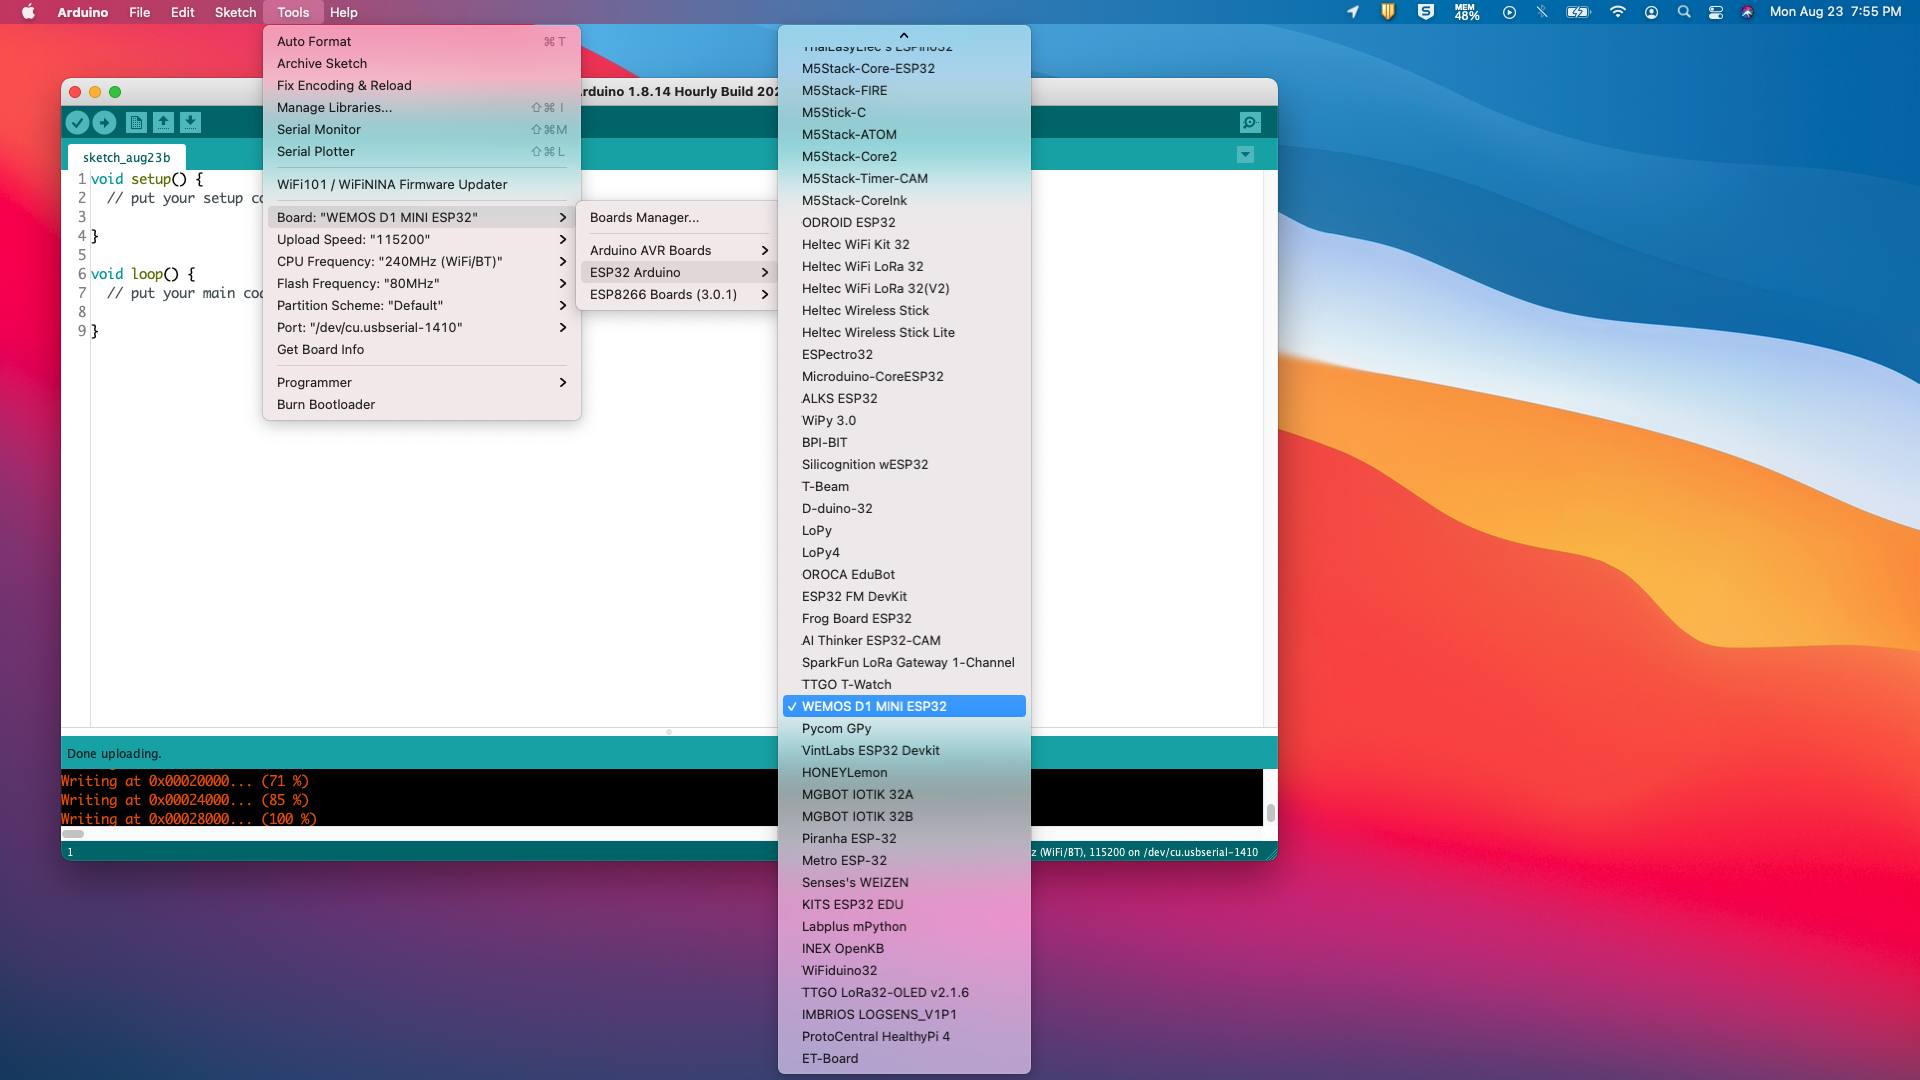 Arduino File Edit Sketch Tools Help
MEM 48% Mon Aug 23 7:55 PM
Auto Format ⌘T
Archive Sketch
Fix Encoding & Reload
Manage Libraries... ⇧⌘I
Serial Monitor ⇧⌘M
Serial Plotter ⇧⌘L
WiFi101 / WiFiNINA Firmware Updater
Board: "WEMOS D1 MINI ESP32"
Upload Speed: "115200"
CPU Frequency: "240MHz (WiFi/BT)"
Flash Frequency: "80MHz"
Partition Scheme: "Default"
Port: "/dev/cu.usbserial-1410"
Get Board Info
Programmer
Burn Bootloader
Boards Manager...
Arduino AVR Boards
ESP32 Arduino
ESP8266 Boards (3.0.1)
ThaiEasyElec's ESPino32
M5Stack-Core-ESP32
M5Stack-FIRE
M5Stick-C
M5Stack-ATOM
M5Stack-Core2
M5Stack-Timer-CAM
M5Stack-CoreInk
ODROID ESP32
Heltec WiFi Kit 32
Heltec WiFi LoRa 32
Heltec WiFi LoRa 32(V2)
Heltec Wireless Stick
Heltec Wireless Stick Lite
ESPectro32
Microduino-CoreESP32
ALKS ESP32
WiPy 3.0
BPI-BIT
Silicognition wESP32
T-Beam
D-duino-32
LoPy
LoPy4
OROCA EduBot
ESP32 FM DevKit
Frog Board ESP32
AI Thinker ESP32-CAM
SparkFun LoRa Gateway 1-Channel
TTGO T-Watch
✓ WEMOS D1 MINI ESP32
Pycom GPy
VintLabs ESP32 Devkit
HONEYLemon
MGBOT IOTIK 32A
MGBOT IOTIK 32B
Piranha ESP-32
Metro ESP-32
Senses's WEIZEN
KITS ESP32 EDU
Labplus mPython
INEX OpenKB
WiFiduino32
TTGO LoRa32-OLED v2.1.6
IMBRIOS LOGSENS_V1P1
ProtoCentral HealthyPi 4
ET-Board
rduino 1.8.14 Hourly Build 202
sketch_aug23b
1 void setup() {
2 // put your setup co
3
4 }
5
6 void loop() {
7 // put your main cod
8
9 }
Done uploading.
Writing at 0x00020000... (71 %)
Writing at 0x00024000... (85 %)
Writing at 0x00028000... (100 %)
1
z (WiFi/BT), 115200 on /dev/cu.usbserial-1410